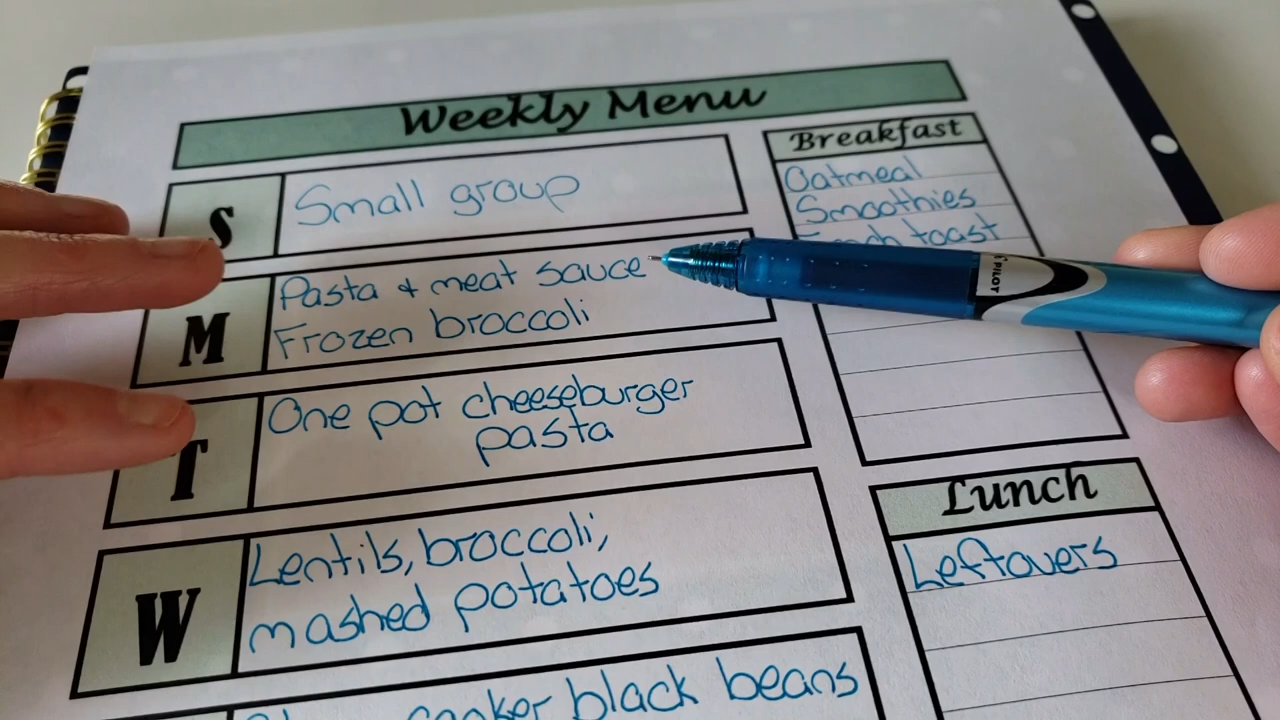 Weekly Menu
S
Small group
M
Pasta & meat sauce
Frozen broccoli
T
One pot cheeseburger
pasta
W
Lentils, broccoli,
mashed potatoes
black beans
Breakfast
Oatmeal
Smoothies
toast
Lunch
Leftovers
PILOT